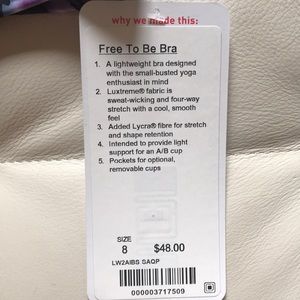 why we made this:
Free To Be Bra
1. A lightweight bra designed
with the small-busted yoga
enthusiast in mind
2. Luxtreme® fabric is
sweat-wicking and four-way
stretch with a cool, smooth
feel
3. Added Lycra® fibre for stretch
and shape retention
4. Intended to provide light
support for an A/B cup
5. Pockets for optional,
removable cups
SIZE
8 $48.00
LW2AIBS SAQP
000003717509